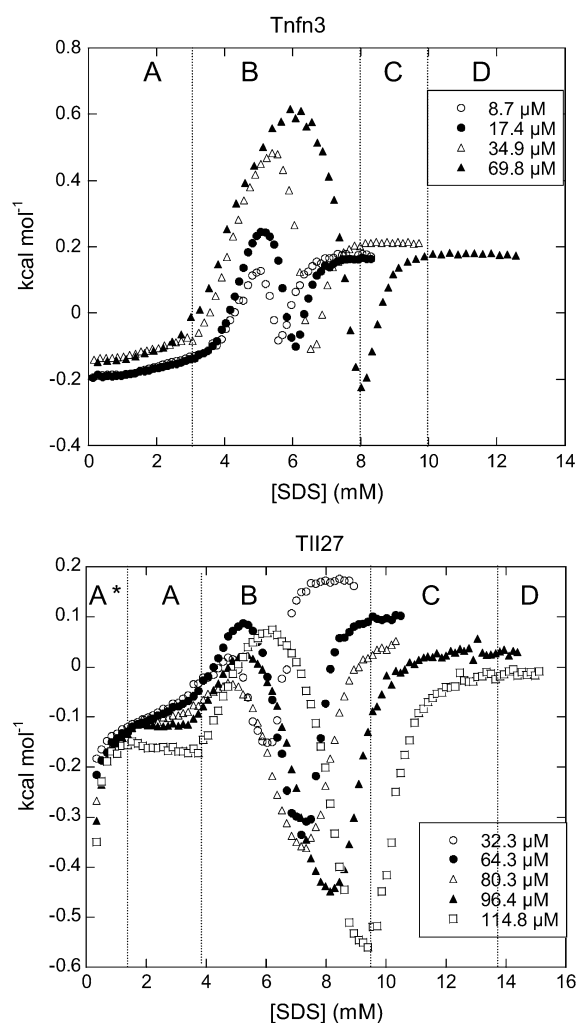 Tnfn3
0.8
0.6
0.4
0.2
0
-0.2
-0.4
kcal mol-1
A B C D
8.7 µM
17.4 µM
34.9 µM
69.8 µM
0 2 4 6 8 10 12 14
[SDS] (mM)
TII27
0.2
0.1
0
-0.1
-0.2
-0.3
-0.4
-0.5
-0.6
kcal mol-1
A* A B C D
32.3 µM
64.3 µM
80.3 µM
96.4 µM
114.8 µM
0 2 4 6 8 10 12 14 16
[SDS] (mM)